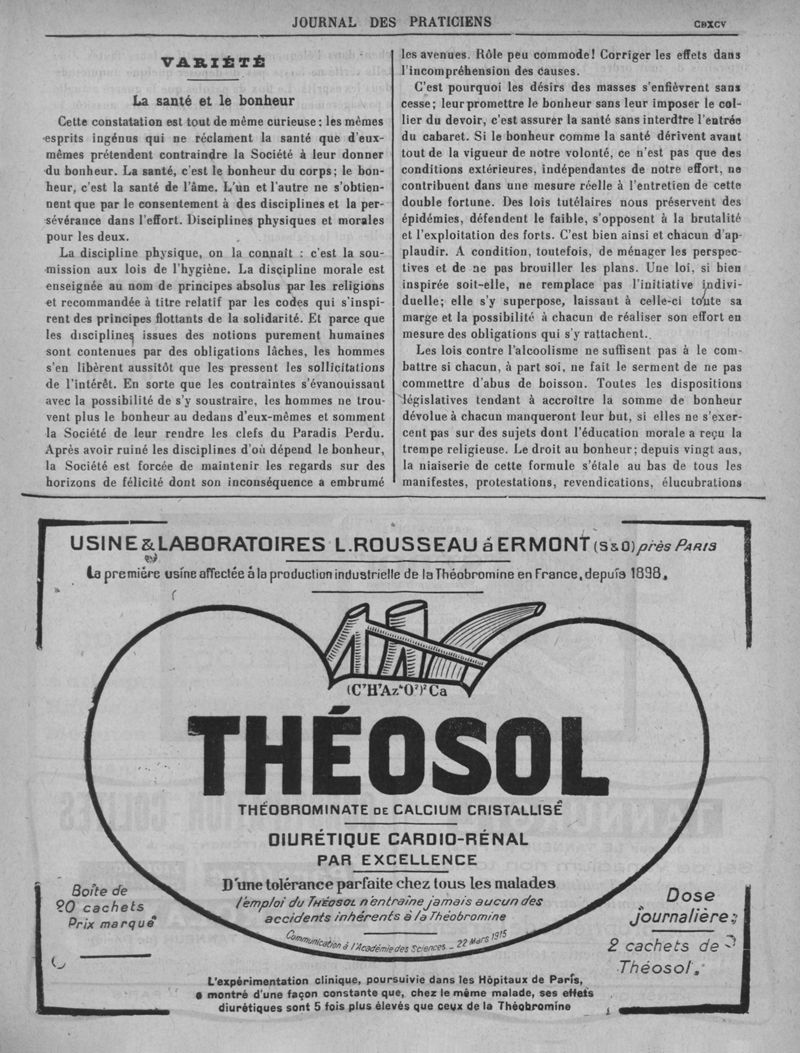 JOURNAL DES PRATICIENS
CBXCV
VARIÉTÉ
La santé et le bonheur
Cette constatation est tout de même curieuse : les mêmes
esprits ingénus qui ne réclament la santé que d'eux-
mêmes prétendent contraindre la Société à leur donner
du bonheur. La santé, c'est le bonheur du corps; le bon-
heur, c'est la santé de l'âme. L'un et l'autre ne s'obtien-
nent que par le consentement à des disciplines et la per-
sévérance dans l'effort. Disciplines physiques et morales
pour les deux.
La discipline physique, on la connaît : c'est la sou-
mission aux lois de l'hygiène. La discipline morale est
enseignée au nom de principes absolus par les religions
et recommandée à titre relatif par les codes qui s'inspi-
rent des principes flottants de la solidarité. Et parce que
les disciplines issues des notions purement humaines
sont contenues par des obligations lâches, les hommes
s'en libèrent aussitôt que les pressent les sollicitations
de l'intérêt. En sorte que les contraintes s'évanouissant
avec la possibilité de s'y soustraire, les hommes ne trou-
vent plus le bonheur au dedans d'eux-mêmes et somment
la Société de leur rendre les clefs du Paradis Perdu.
Après avoir ruiné les disciplines d'où dépend le bonheur,
la Société est forcée de maintenir les regards sur des
horizons de félicité dont son inconséquence a embrumé
les avenues. Rôle peu commode! Corriger les effets dans
l'incompréhension des causes.
C'est pourquoi les désirs des masses s'enfièvrent sans
cesse; leur promettre le bonheur sans leur imposer le col-
lier du devoir, c'est assurer la santé sans interdire l'entrée
du cabaret. Si le bonheur comme la santé dérivent avant
tout de la vigueur de notre volonté, ce n'est pas que des
conditions extérieures, indépendantes de notre effort, ne
contribuent dans une mesure réelle à l'entretien de cette
double fortune. Des lois tutélaires nous préservent des
épidémies, défendent le faible, s'opposent à la brutalité
et l'exploitation des forts. C'est bien ainsi et chacun d'ap-
plaudir. A condition, toutefois, de ménager les perspec-
tives et de ne pas brouiller les plans. Une loi, si bien
inspirée soit-elle, ne remplace pas l'initiative indivi-
duelle; elle s'y superpose, laissant à celle-ci toute sa
marge et la possibilité à chacun de réaliser son effort en
mesure des obligations qui s'y rattachent.
Les lois contre l'alcoolisme ne suffisent pas à le com-
battre si chacun, à part soi, ne fait le serment de ne pas
commettre d'abus de boisson. Toutes les dispositions
législatives tendant à accroître la somme de bonheur
dévolue à chacun manqueront leur but, si elles ne s'exer-
cent pas sur des sujets dont l'éducation morale a reçu la
trempe religieuse. Le droit au bonheur; depuis vingt ans,
la niaiserie de cette formule s'étale au bas de tous les
manifestes, protestations, revendications, élucubrations
USINE & LABORATOIRES L.ROUSSEAU à ERMONT (S&O) près PARIS
La première usine affectée à la production industrielle de la Théobromine en France, depuis 1898.
(C⁷H⁷Az⁴O²)²Ca
THÉOSOL
THÉOBROMINATE DE CALCIUM CRISTALLISÉ
DIURÉTIQUE CARDIO-RÉNAL
PAR EXCELLENCE
D'une tolérance parfaite chez tous les malades
l'emploi du THÉOSOL n'entraîne jamais aucun des
accidents inhérents à la Théobromine
Communication à l'Académie des Sciences - 22 Mars 1915
Boîte de
20 cachets
Prix marqué
Dose
journalière;
2 cachets de
Théosol.
L'expérimentation clinique, poursuivie dans les Hôpitaux de Paris,
a montré d'une façon constante que, chez le même malade, ses effets
diurétiques sont 5 fois plus élevés que ceux de la Théobromine